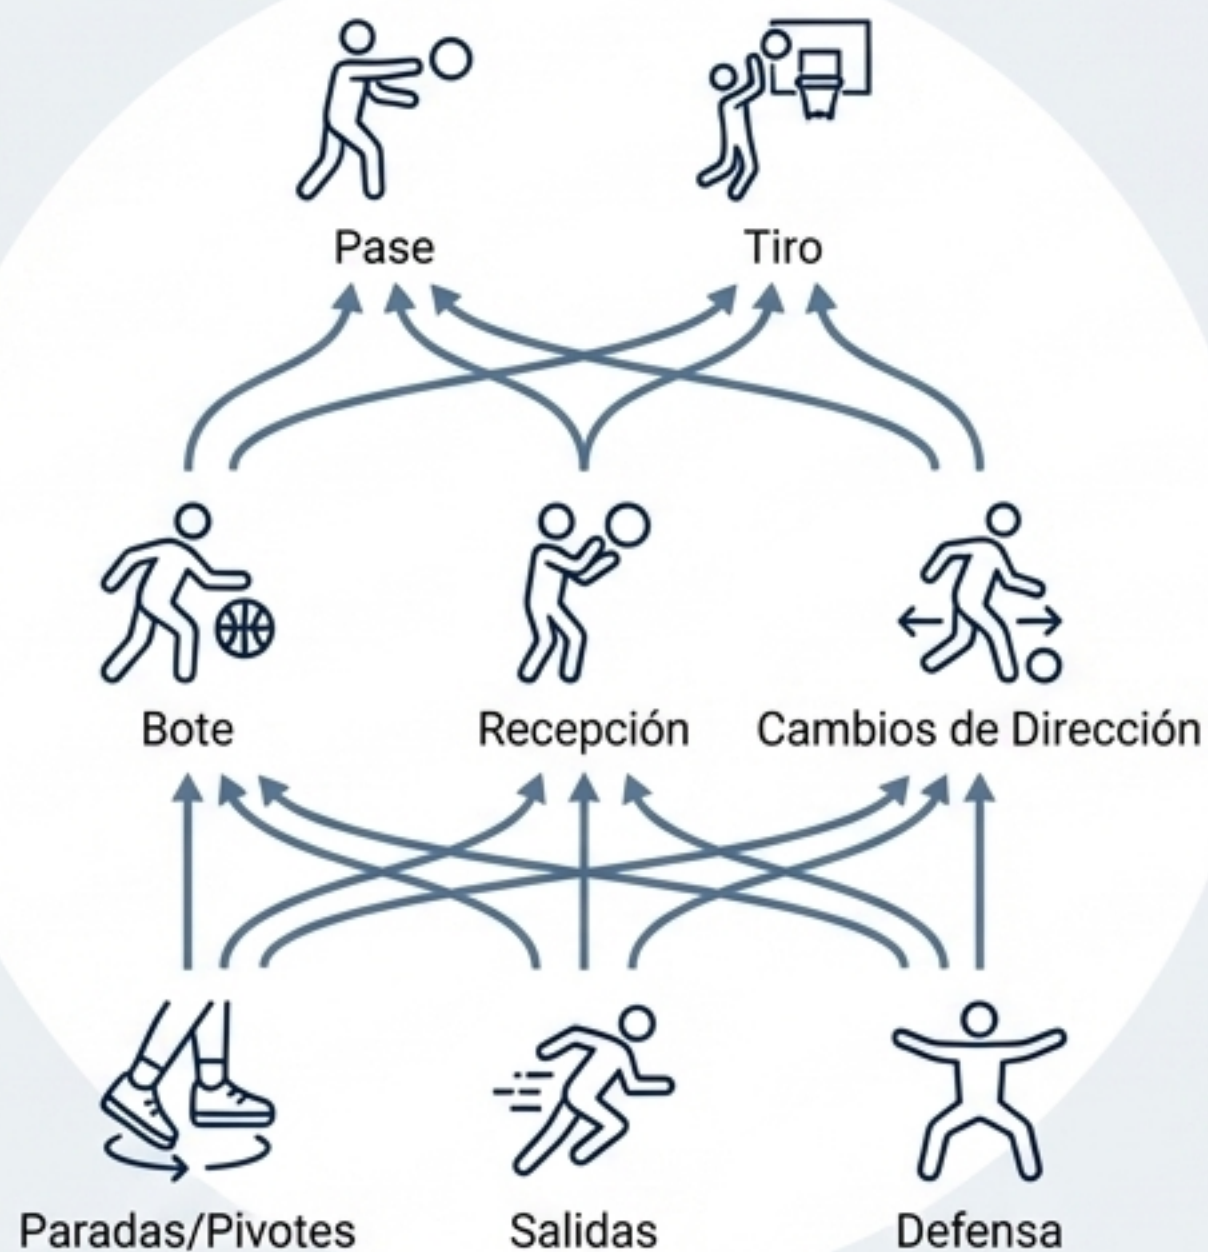 Pase
Tiro
Bote
Recepción
Cambios de Dirección
Paradas/Pivotes
Salidas
Defensa